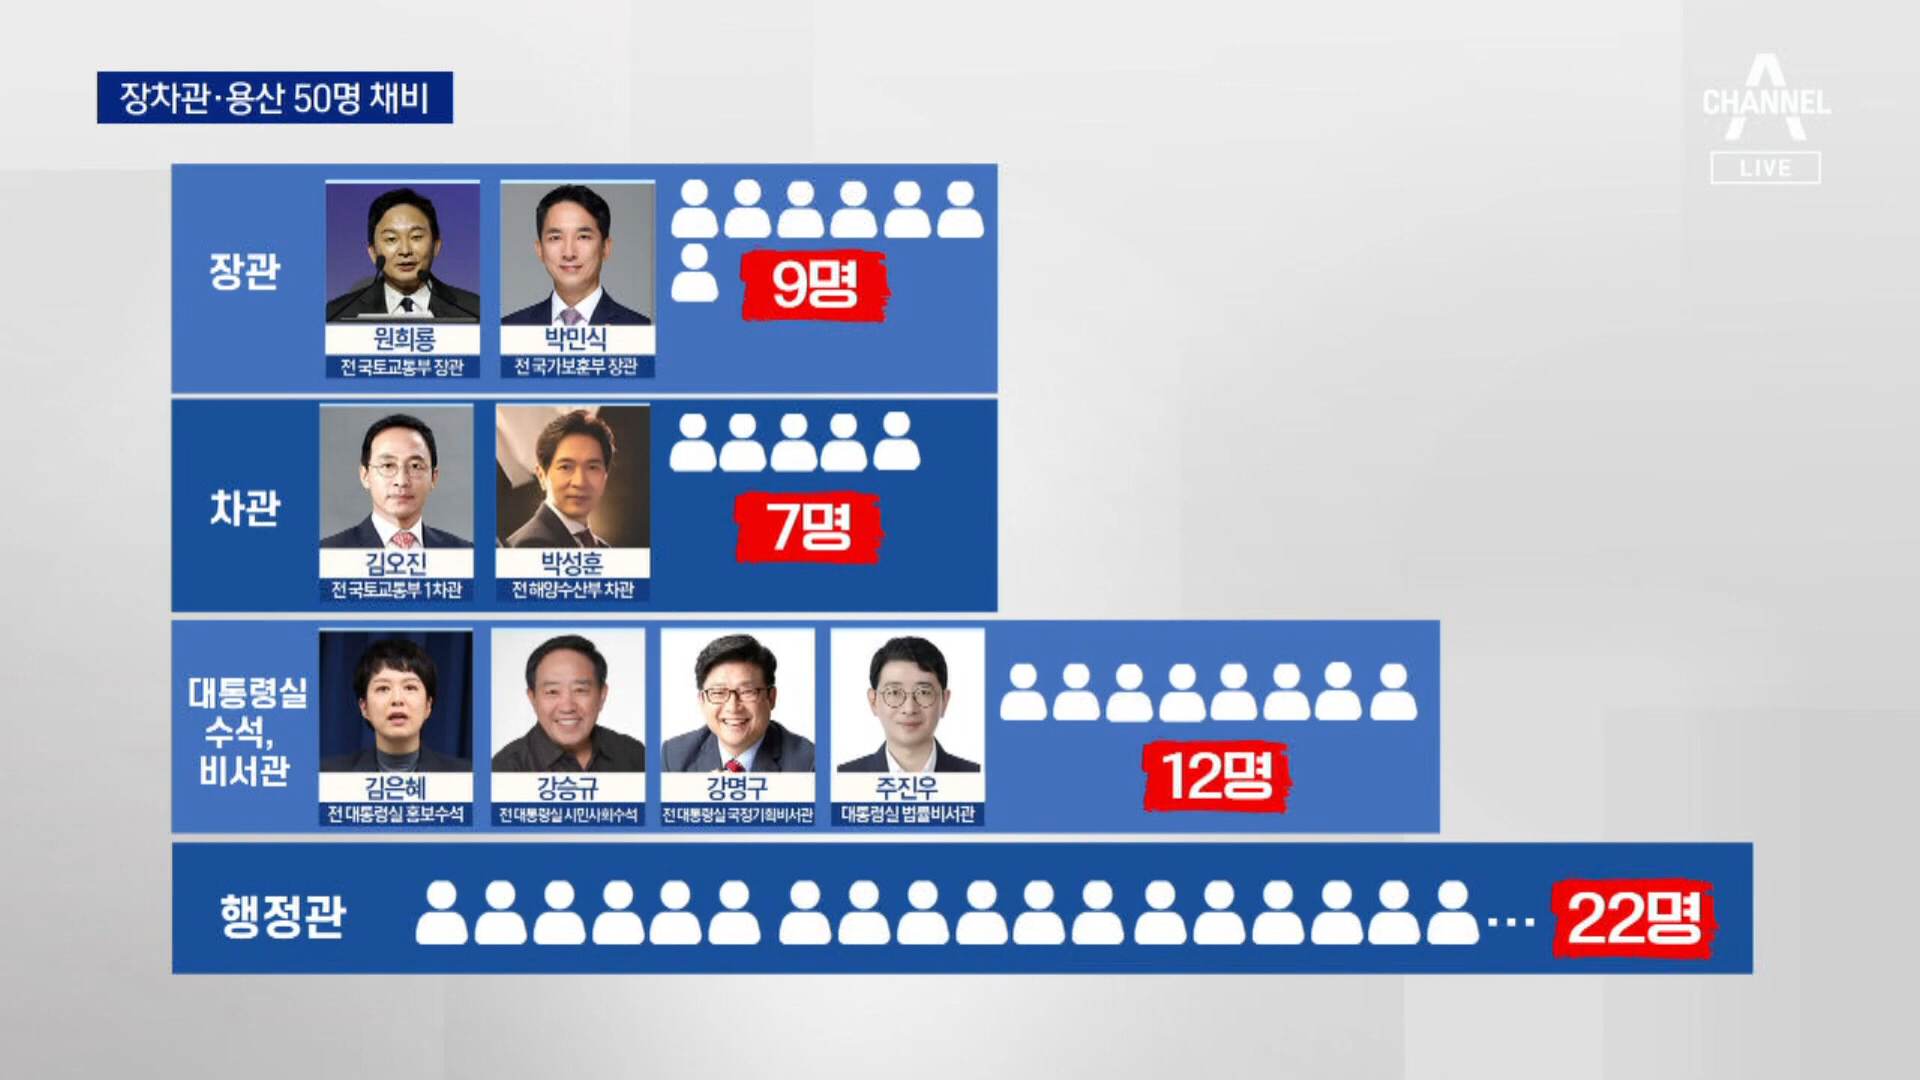 장차관·용산 50명 채비
CHANNEL A
LIVE
장관
원희룡
전 국토교통부 장관
박민식
전 국가보훈부 장관
9명
차관
김오진
전 국토교통부 1차관
박성훈
전 해양수산부 차관
7명
대통령실
수석,
비서관
김은혜
전 대통령실 홍보수석
강승규
전 대통령실 시민사회수석
강명구
전 대통령실 국정기획비서관
주진우
대통령실 법률비서관
12명
행정관
... 22명